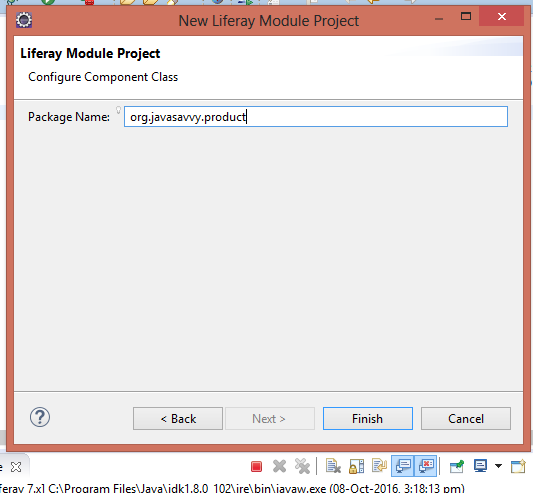 New Liferay Module Project
Liferay Module Project
Configure Component Class
Package Name: org.javasavvy.product
< Back Next > Finish Cancel
eferay 7.x] C:\Program Files\Java\jdk1.8.0_102\jre\bin\javaw.exe (08-Oct-2016, 3:18:13 pm)